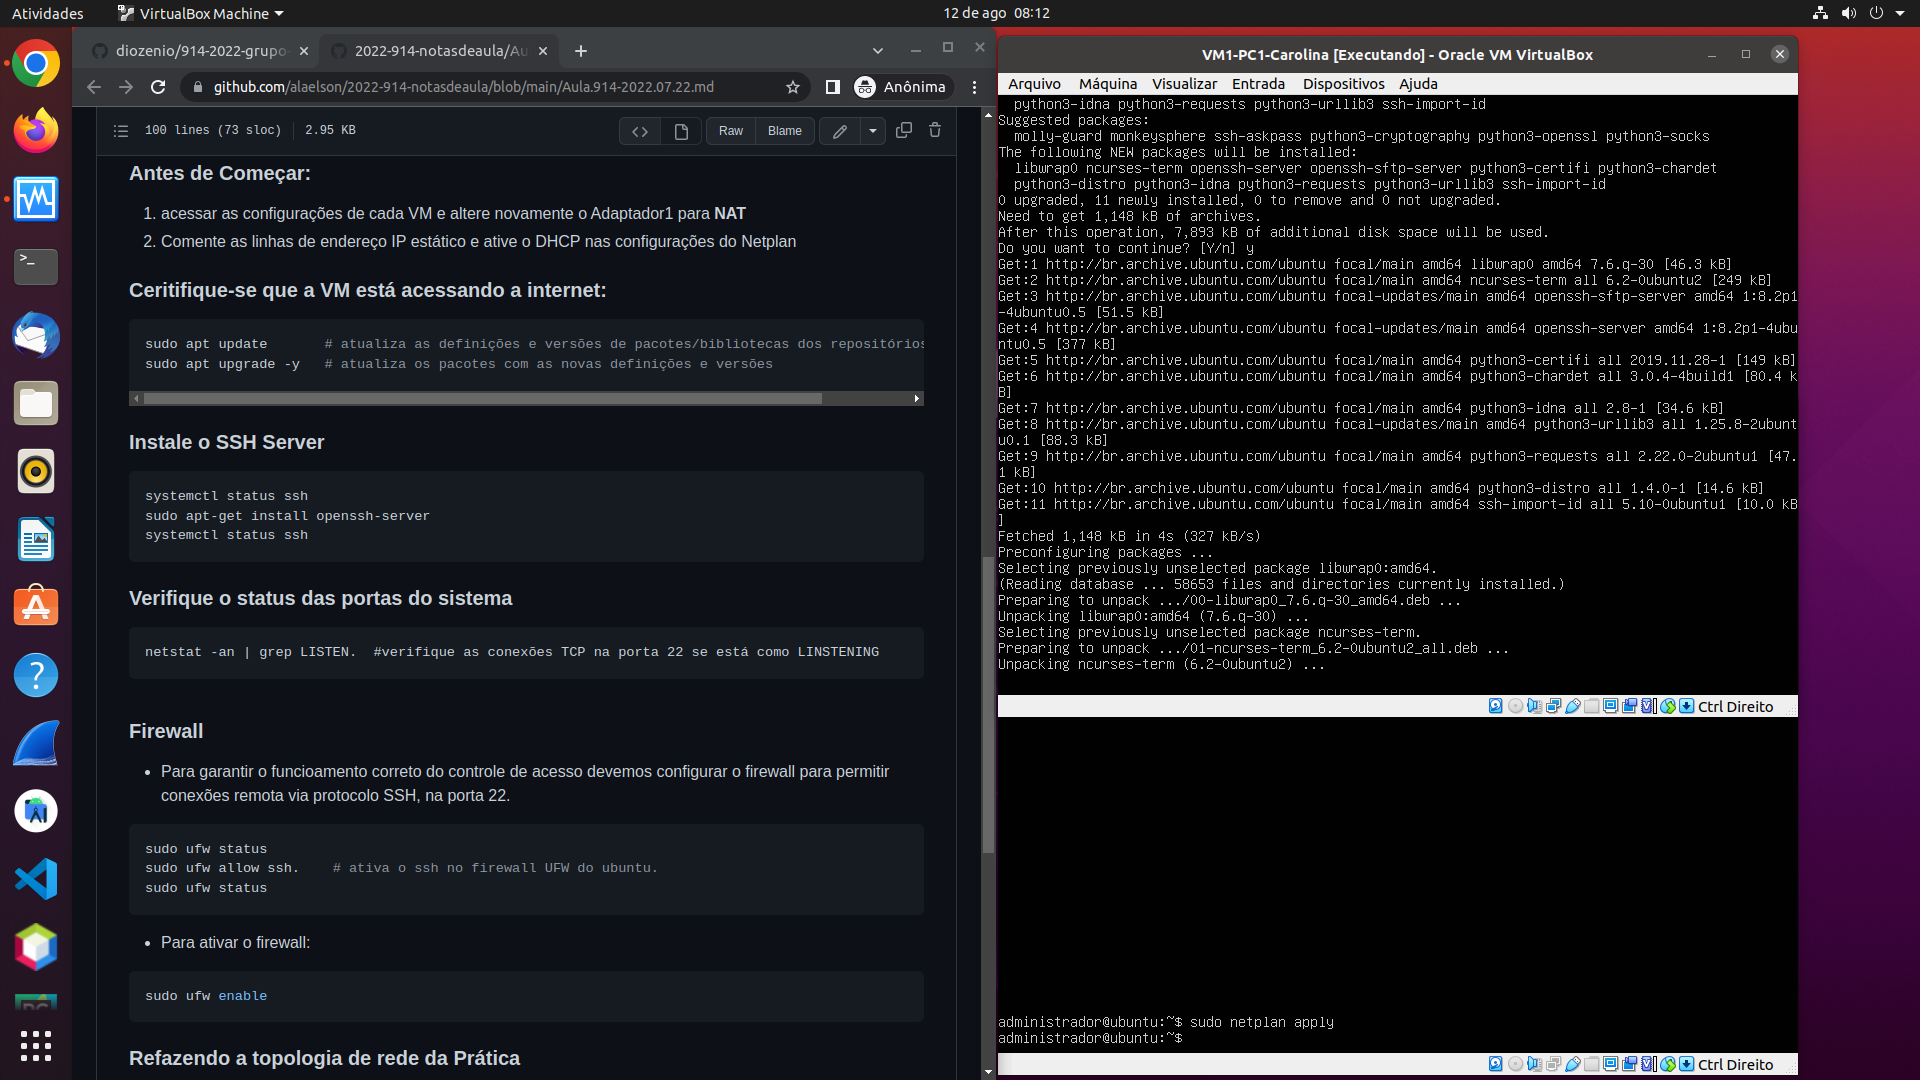 Atividades
VirtualBox Machine
12 de ago 08:12
diozenio/914-2022-grupo-
2022-914-notasdeaula/Au
github.com/alaelson/2022-914-notasdeaula/blob/main/Aula.914-2022.07.22.md
Anônima
100 lines (73 sloc) 2.95 KB
Raw
Blame
Antes de Começar:
1. acessar as configurações de cada VM e altere novamente o Adaptador1 para NAT
2. Comente as linhas de endereço IP estático e ative o DHCP nas configurações do Netplan
Ceritifique-se que a VM está acessando a internet:
sudo apt update # atualiza as definições e versões de pacotes/bibliotecas dos repositórios
sudo apt upgrade -y # atualiza os pacotes com as novas definições e versões
Instale o SSH Server
systemctl status ssh
sudo apt-get install openssh-server
systemctl status ssh
Verifique o status das portas do sistema
netstat -an | grep LISTEN. #verifique as conexões TCP na porta 22 se está como LINSTENING
Firewall
Para garantir o funcioamento correto do controle de acesso devemos configurar o firewall para permitir
conexões remota via protocolo SSH, na porta 22.
sudo ufw status
sudo ufw allow ssh. # ativa o ssh no firewall UFW do ubuntu.
sudo ufw status
Para ativar o firewall:
sudo ufw enable
Refazendo a topologia de rede da Prática
VM1-PC1-Carolina [Executando] - Oracle VM VirtualBox
Arquivo Máquina Visualizar Entrada Dispositivos Ajuda
python3-idna python3-requests python3-urllib3 ssh-import-id
Suggested packages:
molly-guard monkeysphere ssh-askpass python3-cryptography python3-openssl python3-socks
The following NEW packages will be installed:
libwrap0 ncurses-term openssh-server openssh-sftp-server python3-certifi python3-chardet
python3-distro python3-idna python3-requests python3-urllib3 ssh-import-id
0 upgraded, 11 newly installed, 0 to remove and 0 not upgraded.
Need to get 1,148 kB of archives.
After this operation, 7,893 kB of additional disk space will be used.
Do you want to continue? [Y/n] y
Get:1 http://br.archive.ubuntu.com/ubuntu focal/main amd64 libwrap0 amd64 7.6.q-30 [46.3 kB]
Get:2 http://br.archive.ubuntu.com/ubuntu focal/main amd64 ncurses-term all 6.2-0ubuntu2 [249 kB]
Get:3 http://br.archive.ubuntu.com/ubuntu focal-updates/main amd64 openssh-sftp-server amd64 1:8.2p1
-4ubuntu0.5 [51.5 kB]
Get:4 http://br.archive.ubuntu.com/ubuntu focal-updates/main amd64 openssh-server amd64 1:8.2p1-4ubu
ntu0.5 [377 kB]
Get:5 http://br.archive.ubuntu.com/ubuntu focal/main amd64 python3-certifi all 2019.11.28-1 [149 kB]
Get:6 http://br.archive.ubuntu.com/ubuntu focal/main amd64 python3-chardet all 3.0.4-4build1 [80.4 k
B]
Get:7 http://br.archive.ubuntu.com/ubuntu focal/main amd64 python3-idna all 2.8-1 [34.6 kB]
Get:8 http://br.archive.ubuntu.com/ubuntu focal-updates/main amd64 python3-urllib3 all 1.25.8-2ubunt
u0.1 [88.3 kB]
Get:9 http://br.archive.ubuntu.com/ubuntu focal/main amd64 python3-requests all 2.22.0-2ubuntu1 [47.
1 kB]
Get:10 http://br.archive.ubuntu.com/ubuntu focal/main amd64 python3-distro all 1.4.0-1 [14.6 kB]
Get:11 http://br.archive.ubuntu.com/ubuntu focal/main amd64 ssh-import-id all 5.10-0ubuntu1 [10.0 kB
]
Fetched 1,148 kB in 4s (327 kB/s)
Preconfiguring packages ...
Selecting previously unselected package libwrap0:amd64.
(Reading database ... 58653 files and directories currently installed.)
Preparing to unpack .../00-libwrap0_7.6.q-30_amd64.deb ...
Unpacking libwrap0:amd64 (7.6.q-30) ...
Selecting previously unselected package ncurses-term.
Preparing to unpack .../01-ncurses-term_6.2-0ubuntu2_all.deb ...
Unpacking ncurses-term (6.2-0ubuntu2) ...
Ctrl Direito
administrador@ubuntu:~$ sudo netplan apply
administrador@ubuntu:~$
Ctrl Direito